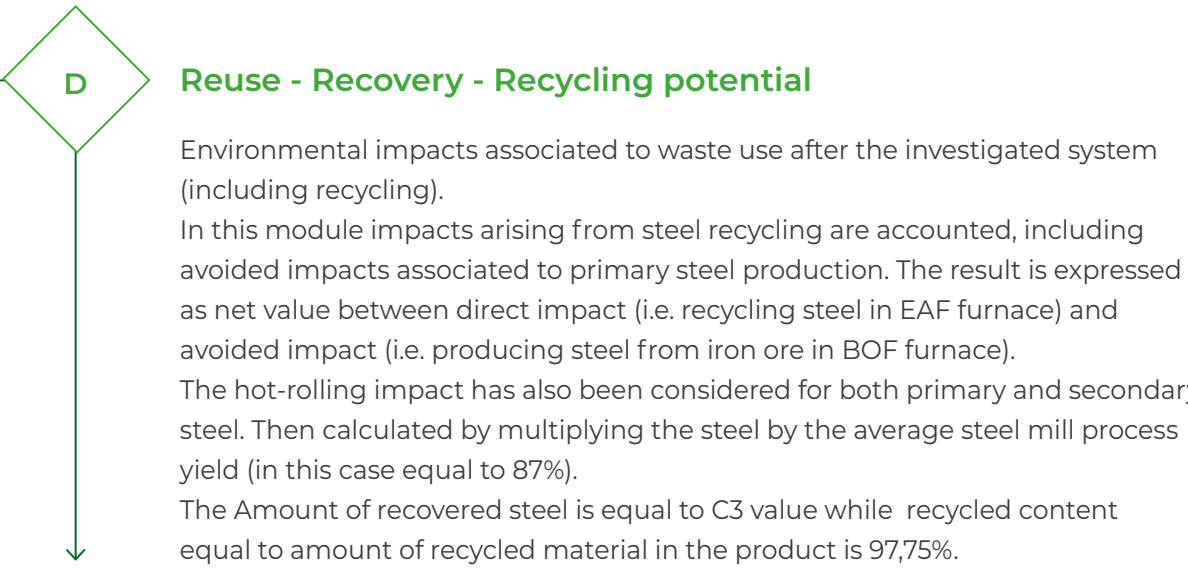 D
Reuse - Recovery - Recycling potential
Environmental impacts associated to waste use after the investigated system
(including recycling).
In this module impacts arising from steel recycling are accounted, including
avoided impacts associated to primary steel production. The result is expressed
as net value between direct impact (i.e. recycling steel in EAF furnace) and
avoided impact (i.e. producing steel from iron ore in BOF furnace).
The hot-rolling impact has also been considered for both primary and secondary
steel. Then calculated by multiplying the steel by the average steel mill process
yield (in this case equal to 87%).
The Amount of recovered steel is equal to C3 value while  recycled content
equal to amount of recycled material in the product is 97,75%.